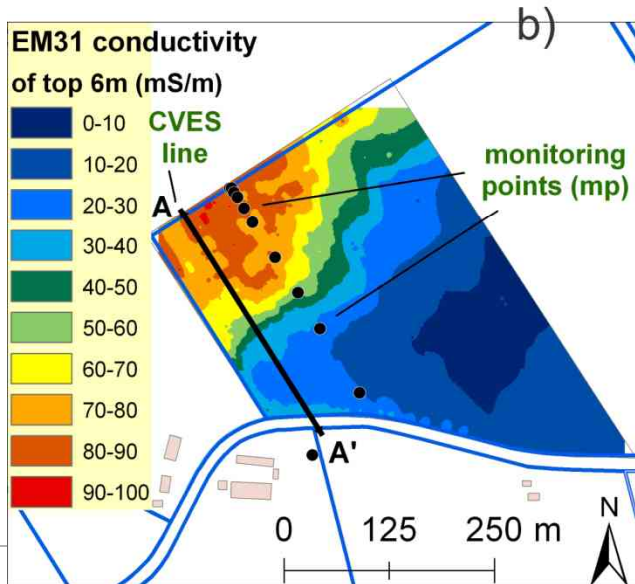 b)
EM31 conductivity
of top 6m (mS/m)
0-10
10-20
20-30
30-40
40-50
50-60
60-70
70-80
80-90
90-100
CVES
line
A
monitoring
points (mp)
A'
0 125 250 m
N